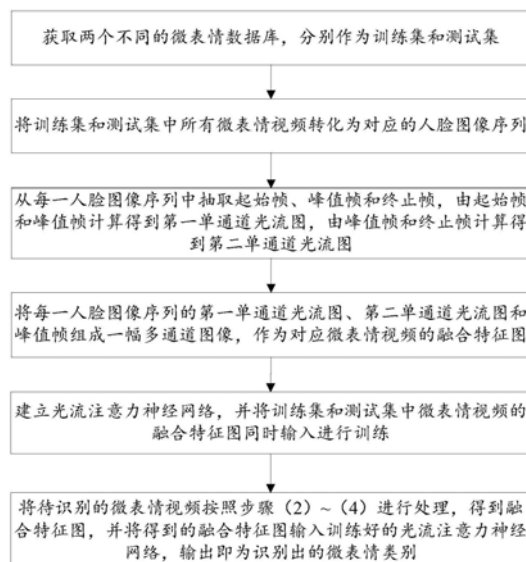 获取两个不同的微表情数据库，分别作为训练集和测试集
将训练集和测试集中所有微表情视频转化为对应的人脸图像序列
从每一人脸图像序列中抽取起始帧、峰值帧和终止帧，由起始帧
和峰值帧计算得到第一单通道光流图，由峰值帧和终止帧计算得
到第二单通道光流图
将每一人脸图像序列的第一单通道光流图、第二单通道光流图和
峰值帧组成一幅多通道图像，作为对应微表情视频的融合特征图
建立光流注意力神经网络，并将训练集和测试集中微表情视频的
融合特征图同时输入进行训练
将待识别的微表情视频按照步骤（2）~（4）进行处理，得到融
合特征图，并将得到的融合特征图输入训练好的光流注意力神经
网络，输出即为识别出的微表情类别